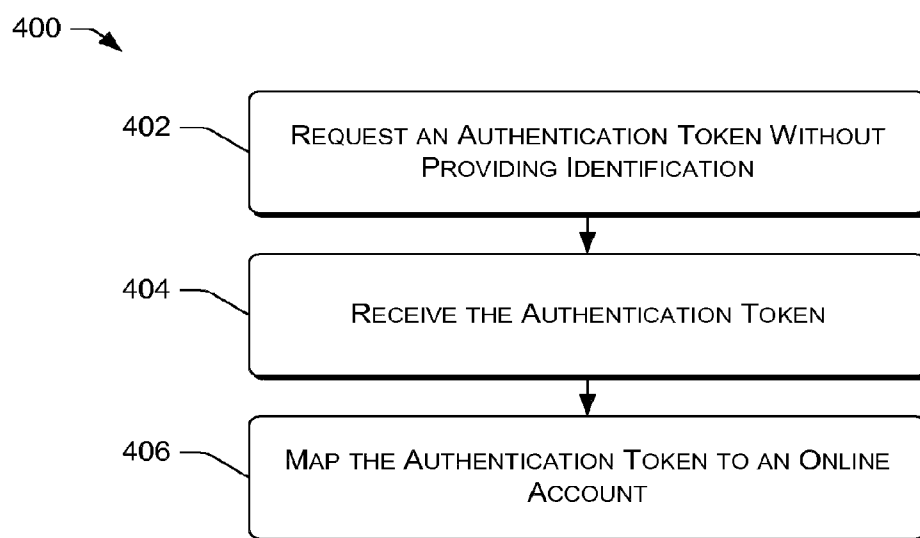 400
402
REQUEST AN AUTHENTICATION TOKEN WITHOUT
PROVIDING IDENTIFICATION
404
RECEIVE THE AUTHENTICATION TOKEN
406
MAP THE AUTHENTICATION TOKEN TO AN ONLINE
ACCOUNT